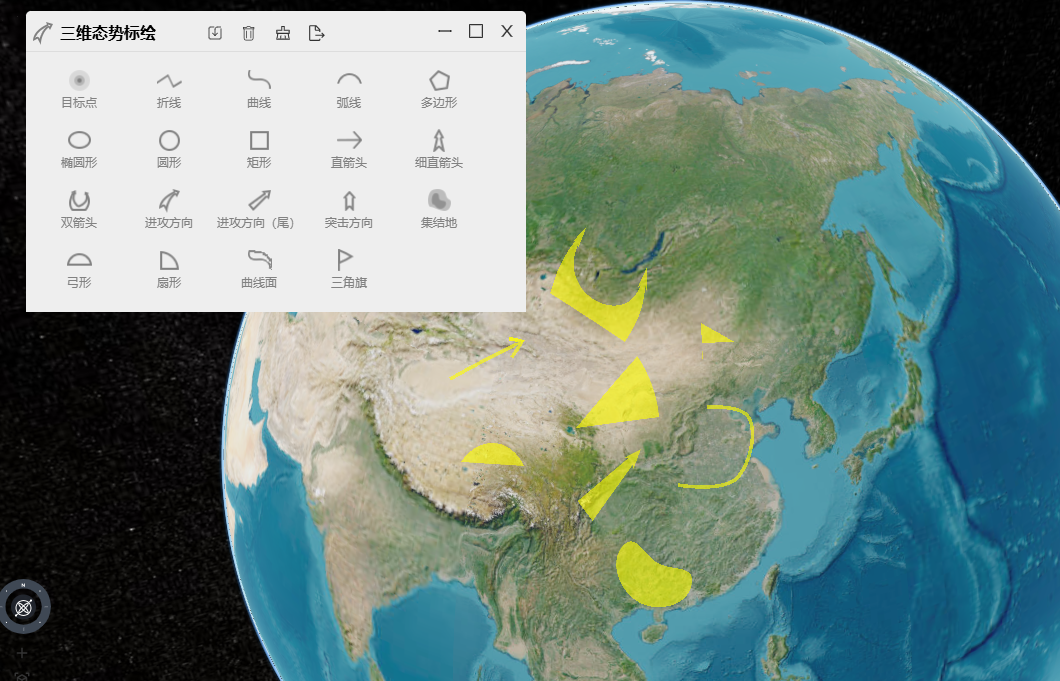 三维态势标绘
目标点 折线 曲线 弧线 多边形
椭圆形 圆形 矩形 直箭头 细直箭头
双箭头 进攻方向 进攻方向（尾） 突击方向 集结地
弓形 扇形 曲线面 三角旗
N